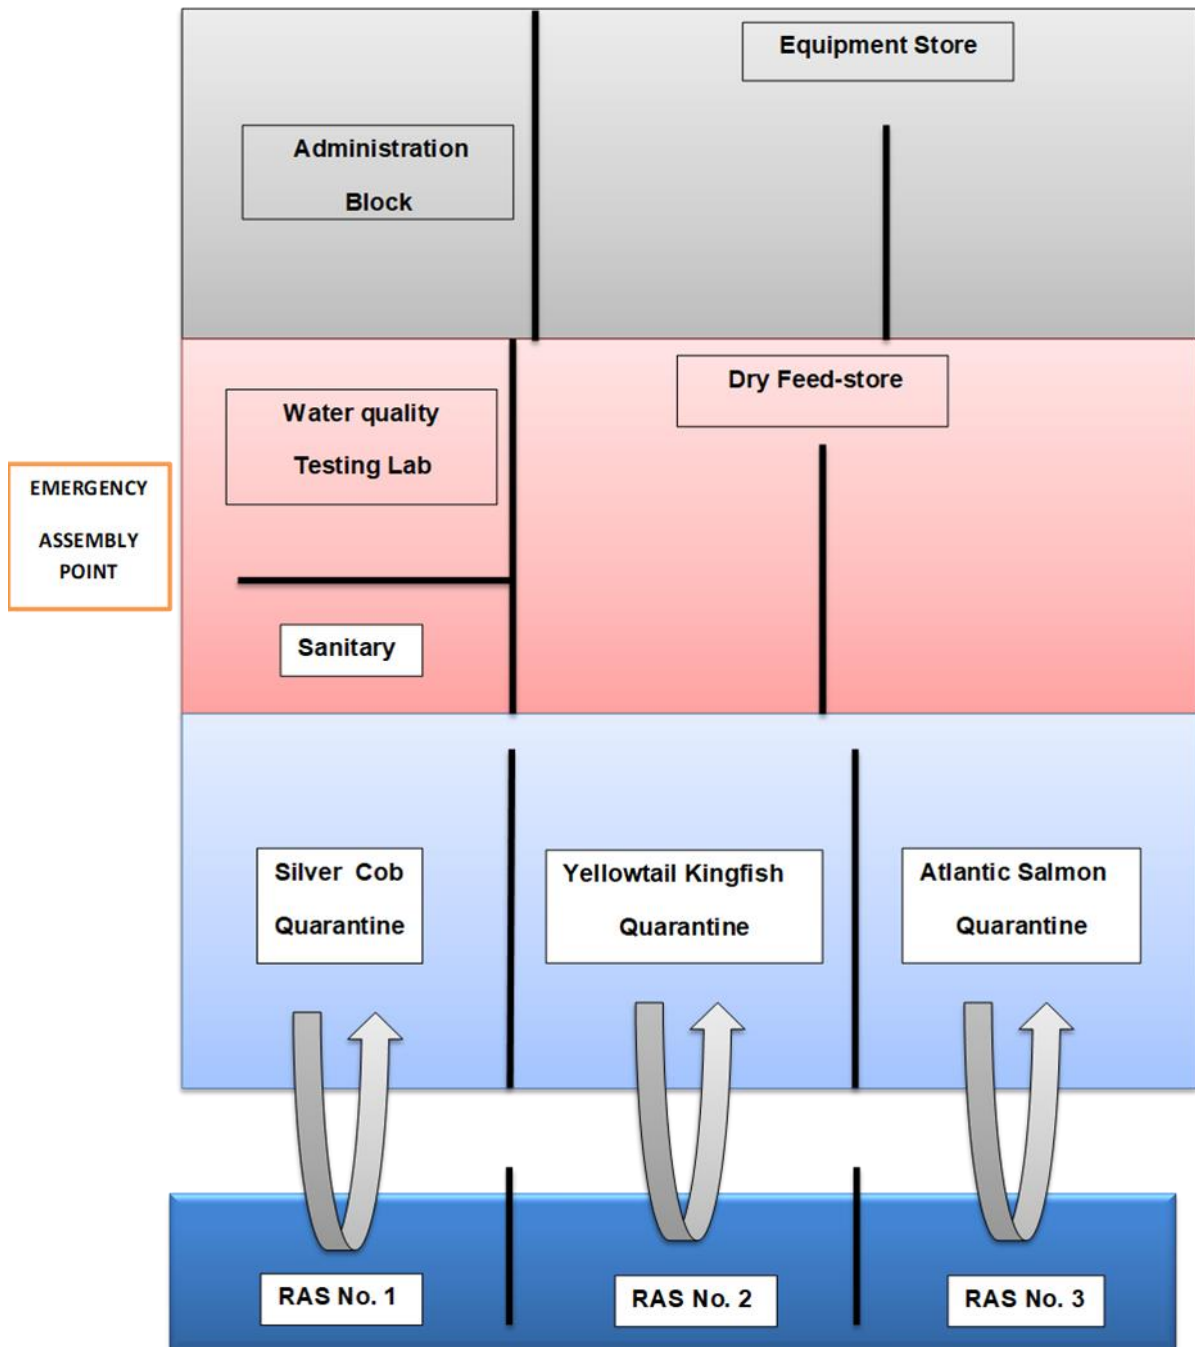 Equipment Store
Administration
Block
Dry Feed-store
Water quality
Testing Lab
EMERGENCY
ASSEMBLY
POINT
Sanitary
Silver Cob
Quarantine
Yellowtail Kingfish
Quarantine
Atlantic Salmon
Quarantine
RAS No. 1
RAS No. 2
RAS No. 3